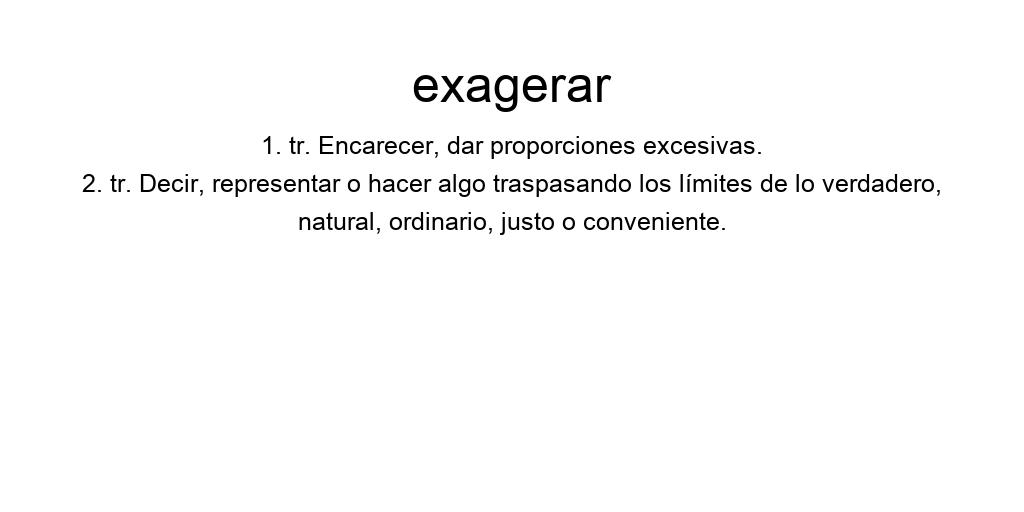 exagerar
1. tr. Encarecer, dar proporciones excesivas.
2. tr. Decir, representar o hacer algo traspasando los límites de lo verdadero,
natural, ordinario, justo o conveniente.